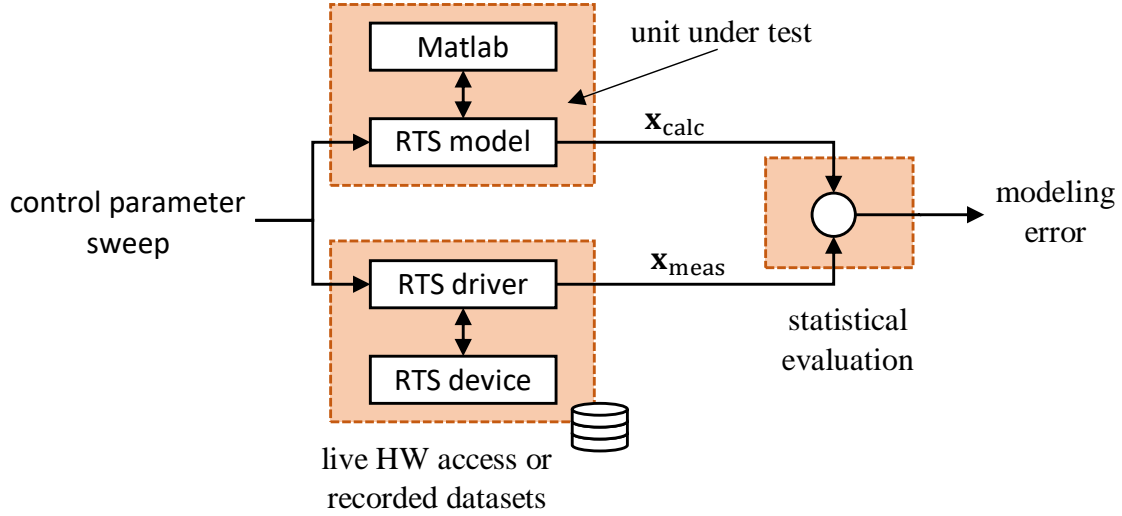 Matlab
unit under test
RTS model
x_calc
control parameter
sweep
modeling
error
RTS driver
x_meas
statistical
evaluation
RTS device
live HW access or
recorded datasets